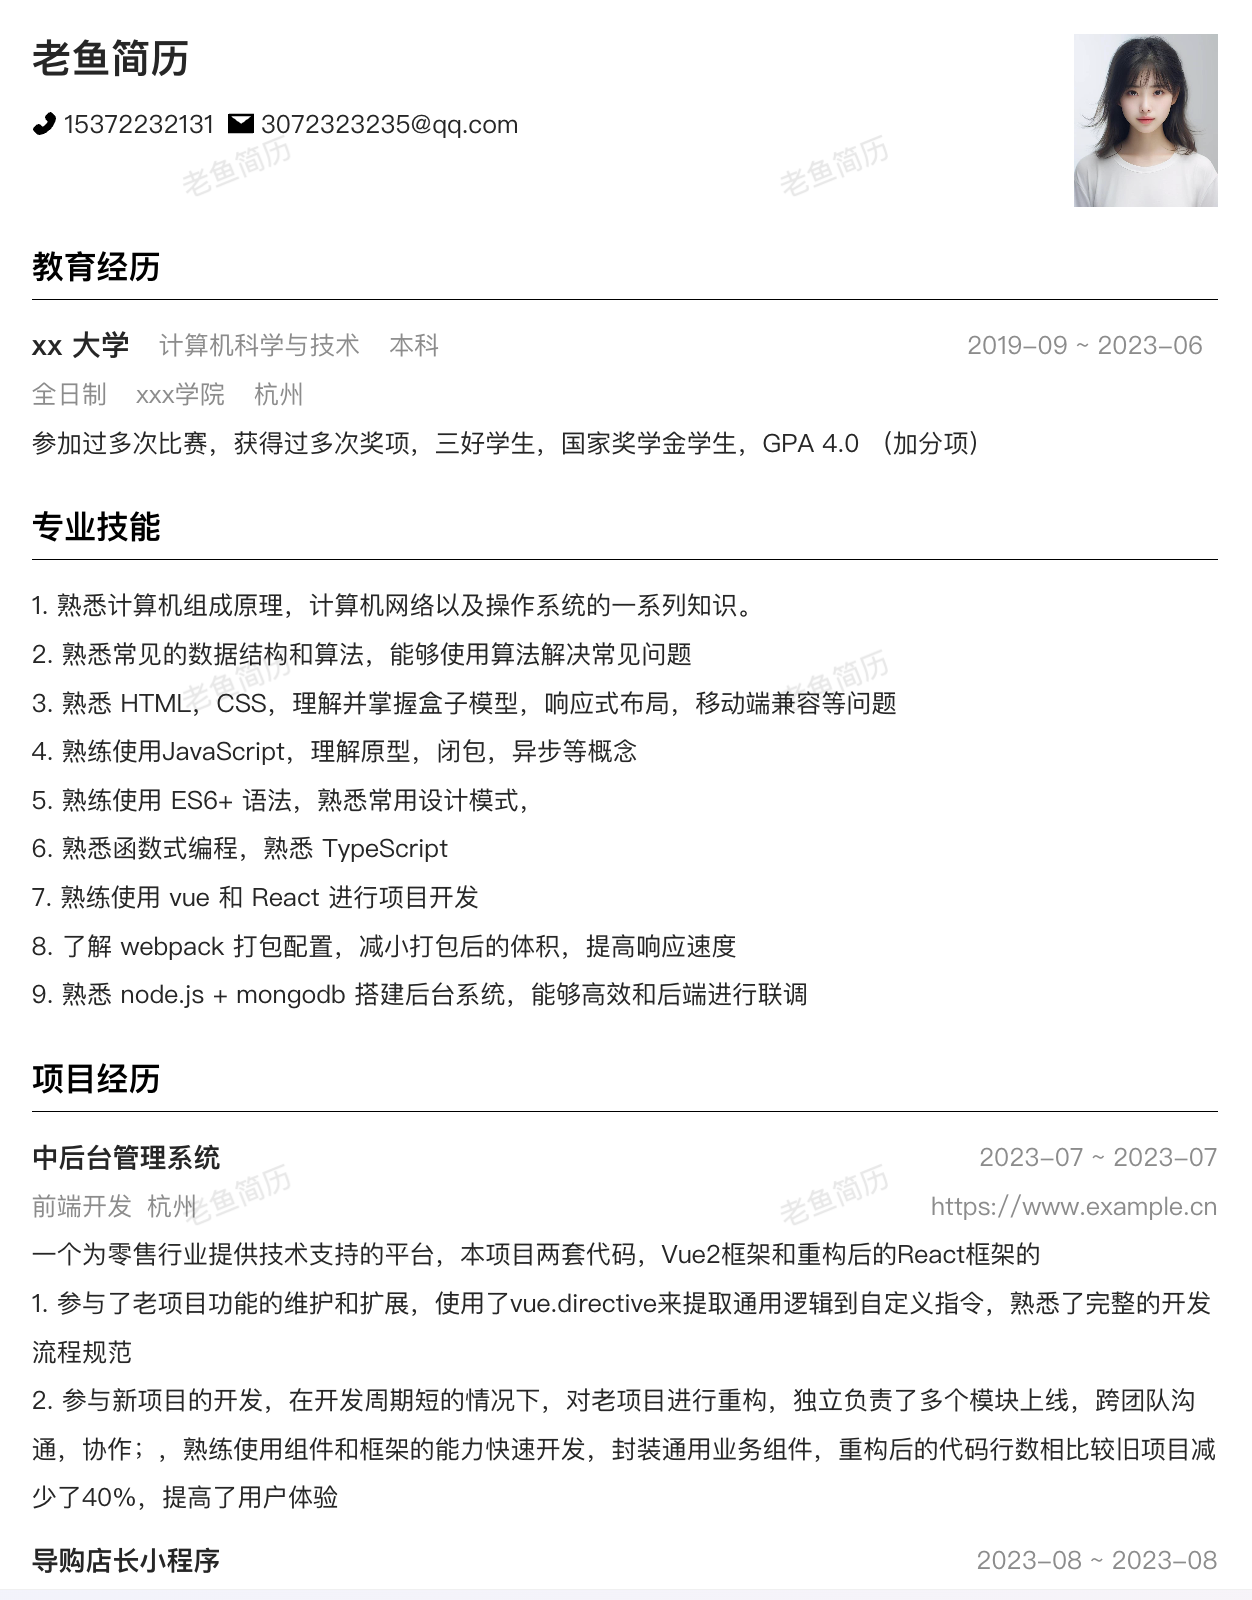 老鱼简历
15372232131 3072323235@qq.com
老鱼简历 老鱼简历
教育经历
xx 大学 计算机科学与技术 本科 2019-09 ~ 2023-06
全日制 xxx学院 杭州
参加过多次比赛，获得过多次奖项，三好学生，国家奖学金学生，GPA 4.0 （加分项）
专业技能
1. 熟悉计算机组成原理，计算机网络以及操作系统的一系列知识。
2. 熟悉常见的数据结构和算法，能够使用算法解决常见问题
老鱼简历 老鱼简历
3. 熟悉 HTML，CSS，理解并掌握盒子模型，响应式布局，移动端兼容等问题
4. 熟练使用JavaScript，理解原型，闭包，异步等概念
5. 熟练使用 ES6+ 语法，熟悉常用设计模式，
6. 熟悉函数式编程，熟悉 TypeScript
7. 熟练使用 vue 和 React 进行项目开发
8. 了解 webpack 打包配置，减小打包后的体积，提高响应速度
9. 熟悉 node.js + mongodb 搭建后台系统，能够高效和后端进行联调
项目经历
中后台管理系统 2023-07 ~ 2023-07
老鱼简历 老鱼简历
前端开发 杭州 https://www.example.cn
一个为零售行业提供技术支持的平台，本项目两套代码，Vue2框架和重构后的React框架的
1. 参与了老项目功能的维护和扩展，使用了vue.directive来提取通用逻辑到自定义指令，熟悉了完整的开发
流程规范
2. 参与新项目的开发，在开发周期短的情况下，对老项目进行重构，独立负责了多个模块上线，跨团队沟
通，协作；，熟练使用组件和框架的能力快速开发，封装通用业务组件，重构后的代码行数相比较旧项目减
少了40%，提高了用户体验
导购店长小程序 2023-08 ~ 2023-08